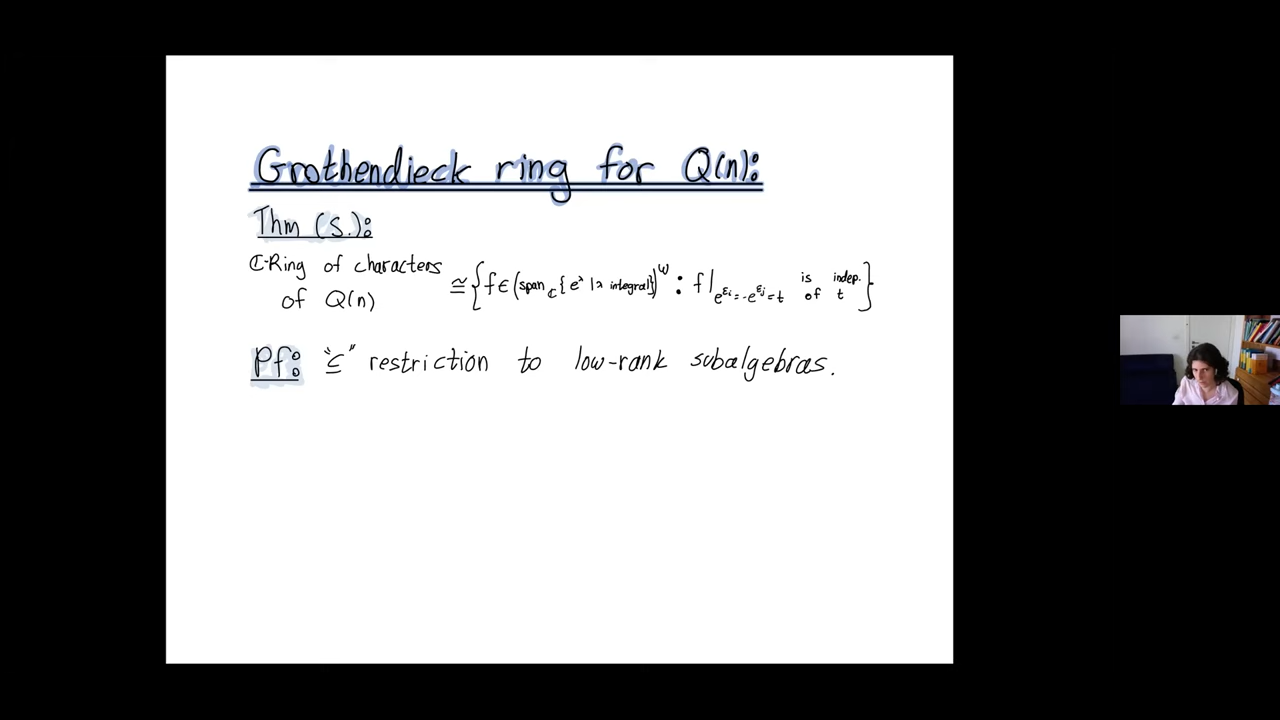 Grothendieck ring for Q(n):
Thm (S.):
ℂ-Ring of characters of Q(n) ≅ { f ∈ (span_ℂ {e^λ | λ integral})^W : f|_{e^{ε_i} = -e^{ε_j} = t} is indep. of t }
Pf: "⊆" restriction to low-rank subalgebras.